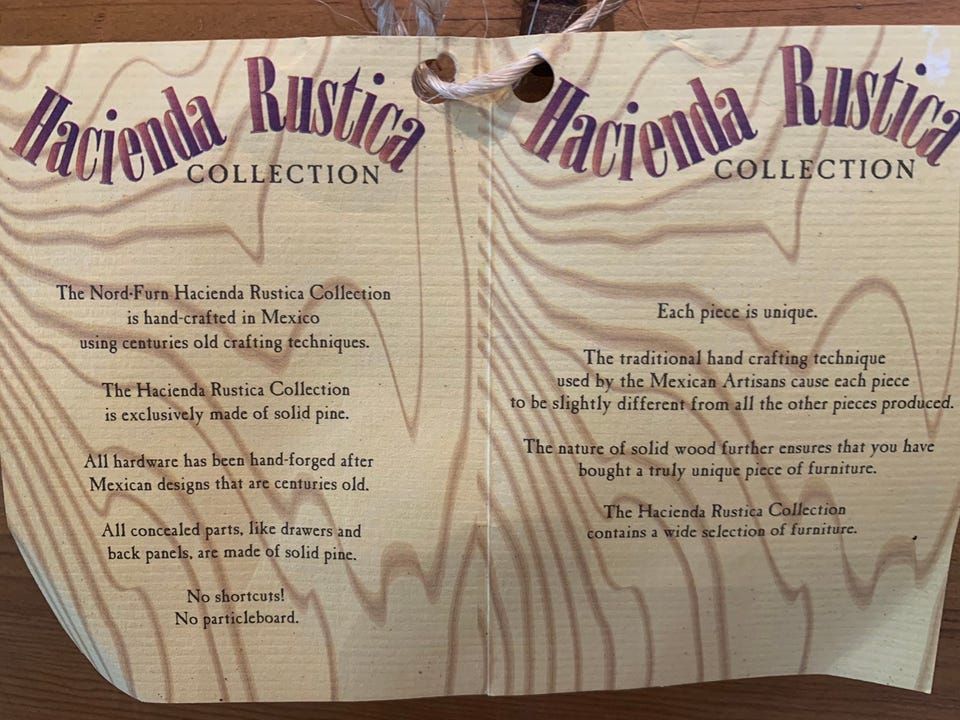 Hacienda Rustica
COLLECTION
The Nord-Furn Hacienda Rustica Collection
is hand-crafted in Mexico
using centuries old crafting techniques.
The Hacienda Rustica Collection
is exclusively made of solid pine.
All hardware has been hand-forged after
Mexican designs that are centuries old.
All concealed parts, like drawers and
back panels, are made of solid pine.
No shortcuts!
No particleboard.
Hacienda Rustica
COLLECTION
Each piece is unique.
The traditional hand crafting technique
used by the Mexican Artisans cause each piece
to be slightly different from all the other pieces produced.
The nature of solid wood further ensures that you have
bought a truly unique piece of furniture.
The Hacienda Rustica Collection
contains a wide selection of furniture.